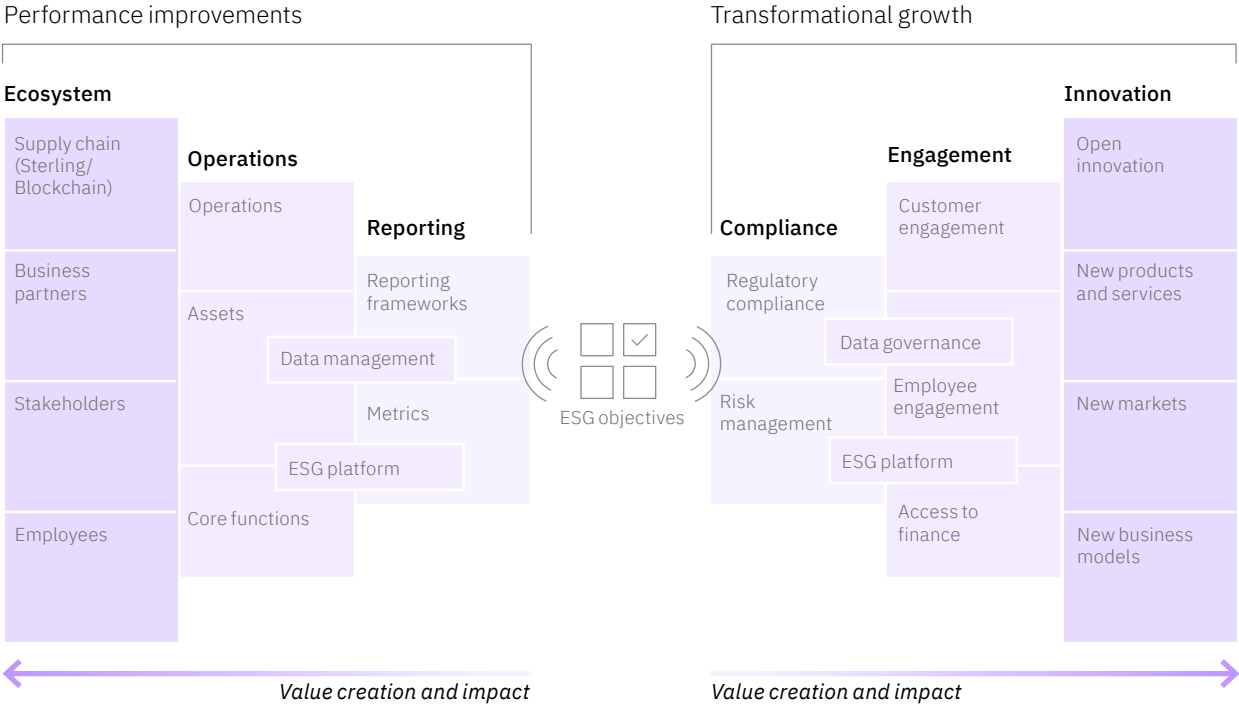 Performance improvements
Ecosystem
Supply chain
(Sterling/
Blockchain)
Business
partners
Stakeholders
Employees
Operations
Operations
Assets
Core functions
Reporting
Reporting
frameworks
Metrics
Data management
ESG platform
Value creation and impact
ESG objectives
Transformational growth
Compliance
Regulatory
compliance
Risk
management
Data governance
ESG platform
Engagement
Customer
engagement
Employee
engagement
Access to
finance
Innovation
Open
innovation
New products
and services
New markets
New business
models
Value creation and impact